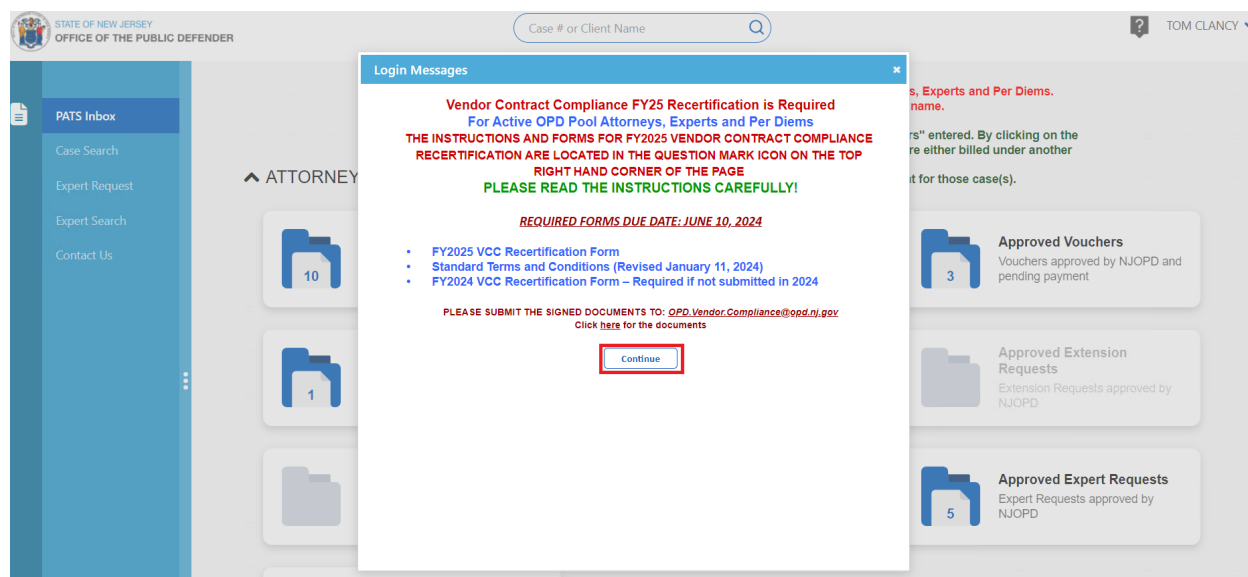 STATE OF NEW JERSEY
OFFICE OF THE PUBLIC DEFENDER
Case # or Client Name
?
TOM CLANCY
PATS Inbox
Case Search
Expert Request
Expert Search
Contact Us
Login Messages
Vendor Contract Compliance FY25 Recertification is Required
For Active OPD Pool Attorneys, Experts and Per Diems
THE INSTRUCTIONS AND FORMS FOR FY2025 VENDOR CONTRACT COMPLIANCE
RECERTIFICATION ARE LOCATED IN THE QUESTION MARK ICON ON THE TOP
RIGHT HAND CORNER OF THE PAGE
PLEASE READ THE INSTRUCTIONS CAREFULLY!
REQUIRED FORMS DUE DATE: JUNE 10, 2024
• FY2025 VCC Recertification Form
• Standard Terms and Conditions (Revised January 11, 2024)
• FY2024 VCC Recertification Form – Required if not submitted in 2024
PLEASE SUBMIT THE SIGNED DOCUMENTS TO: OPD.Vendor.Compliance@opd.nj.gov
Click here for the documents
Continue
s, Experts and Per Diems.
name.
rs" entered. By clicking on the
re either billed under another
t for those case(s).
ATTORNEY
10
3
Approved Vouchers
Vouchers approved by NJOPD and
pending payment
1
Approved Extension
Requests
Extension Requests approved by
NJOPD
5
Approved Expert Requests
Expert Requests approved by
NJOPD